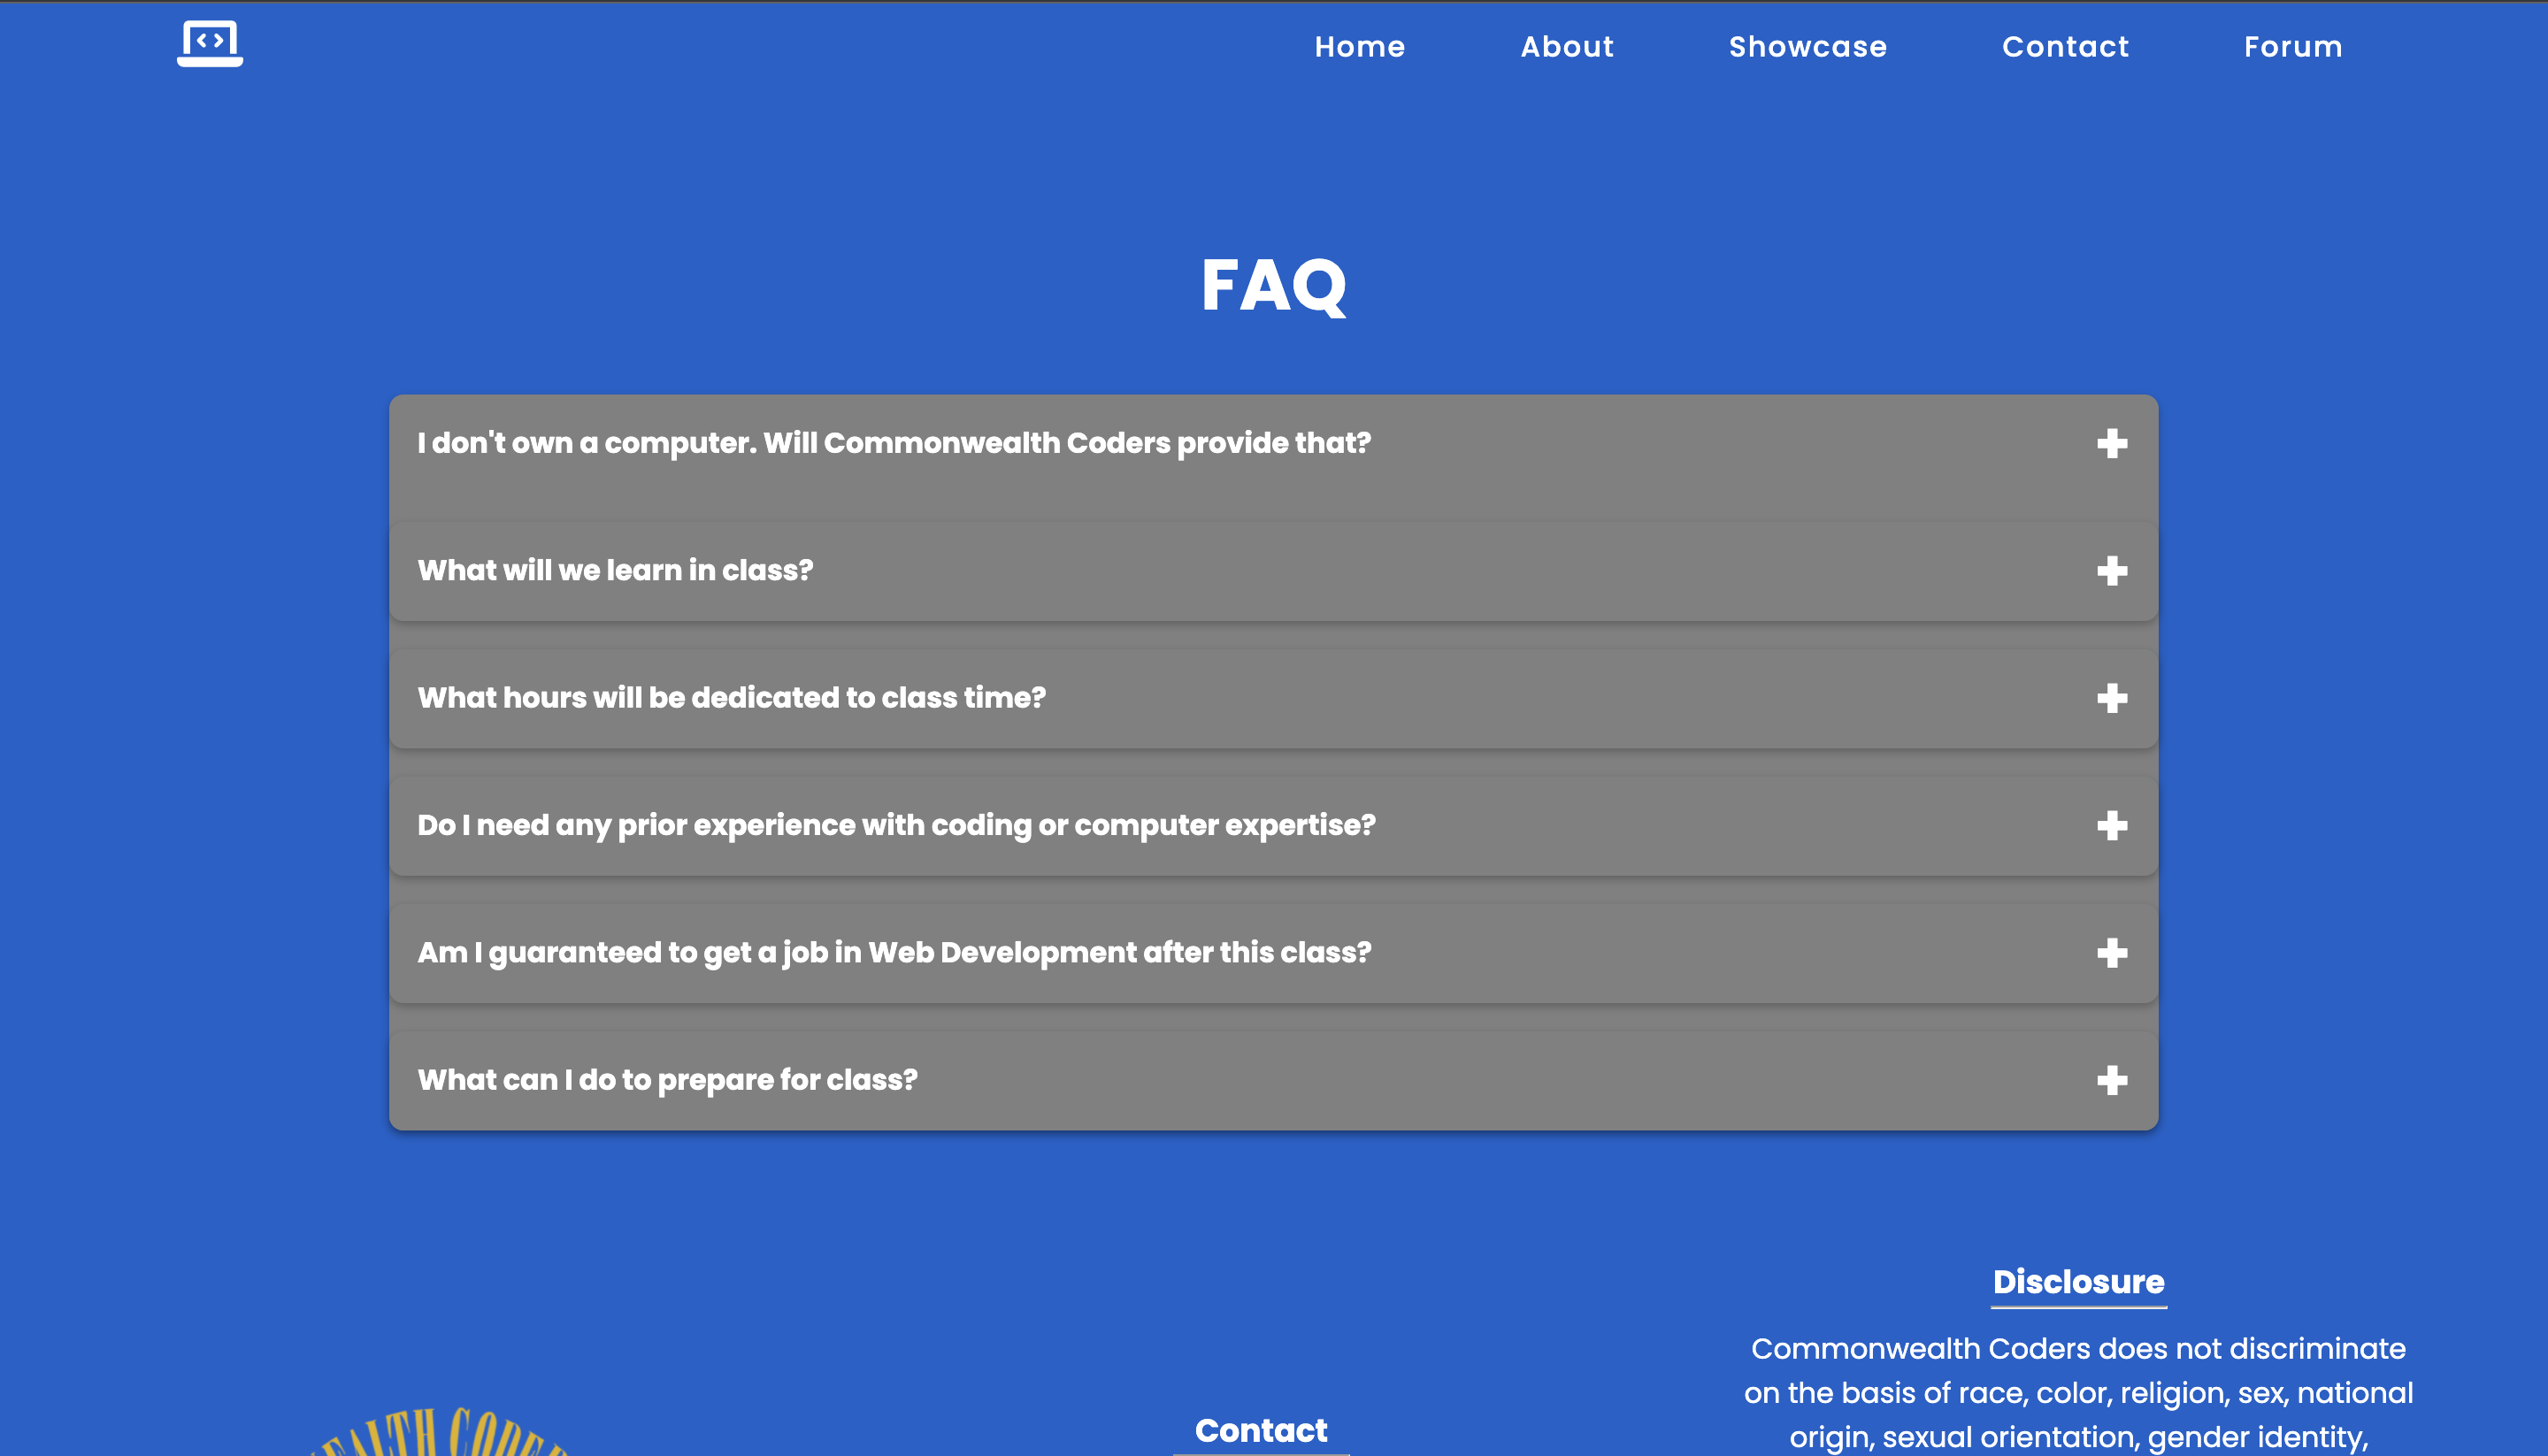 Home About Showcase Contact Forum
FAQ
I don't own a computer. Will Commonwealth Coders provide that?
What will we learn in class?
What hours will be dedicated to class time?
Do I need any prior experience with coding or computer expertise?
Am I guaranteed to get a job in Web Development after this class?
What can I do to prepare for class?
Disclosure
Commonwealth Coders does not discriminate
on the basis of race, color, religion, sex, national
origin, sexual orientation, gender identity,
Contact